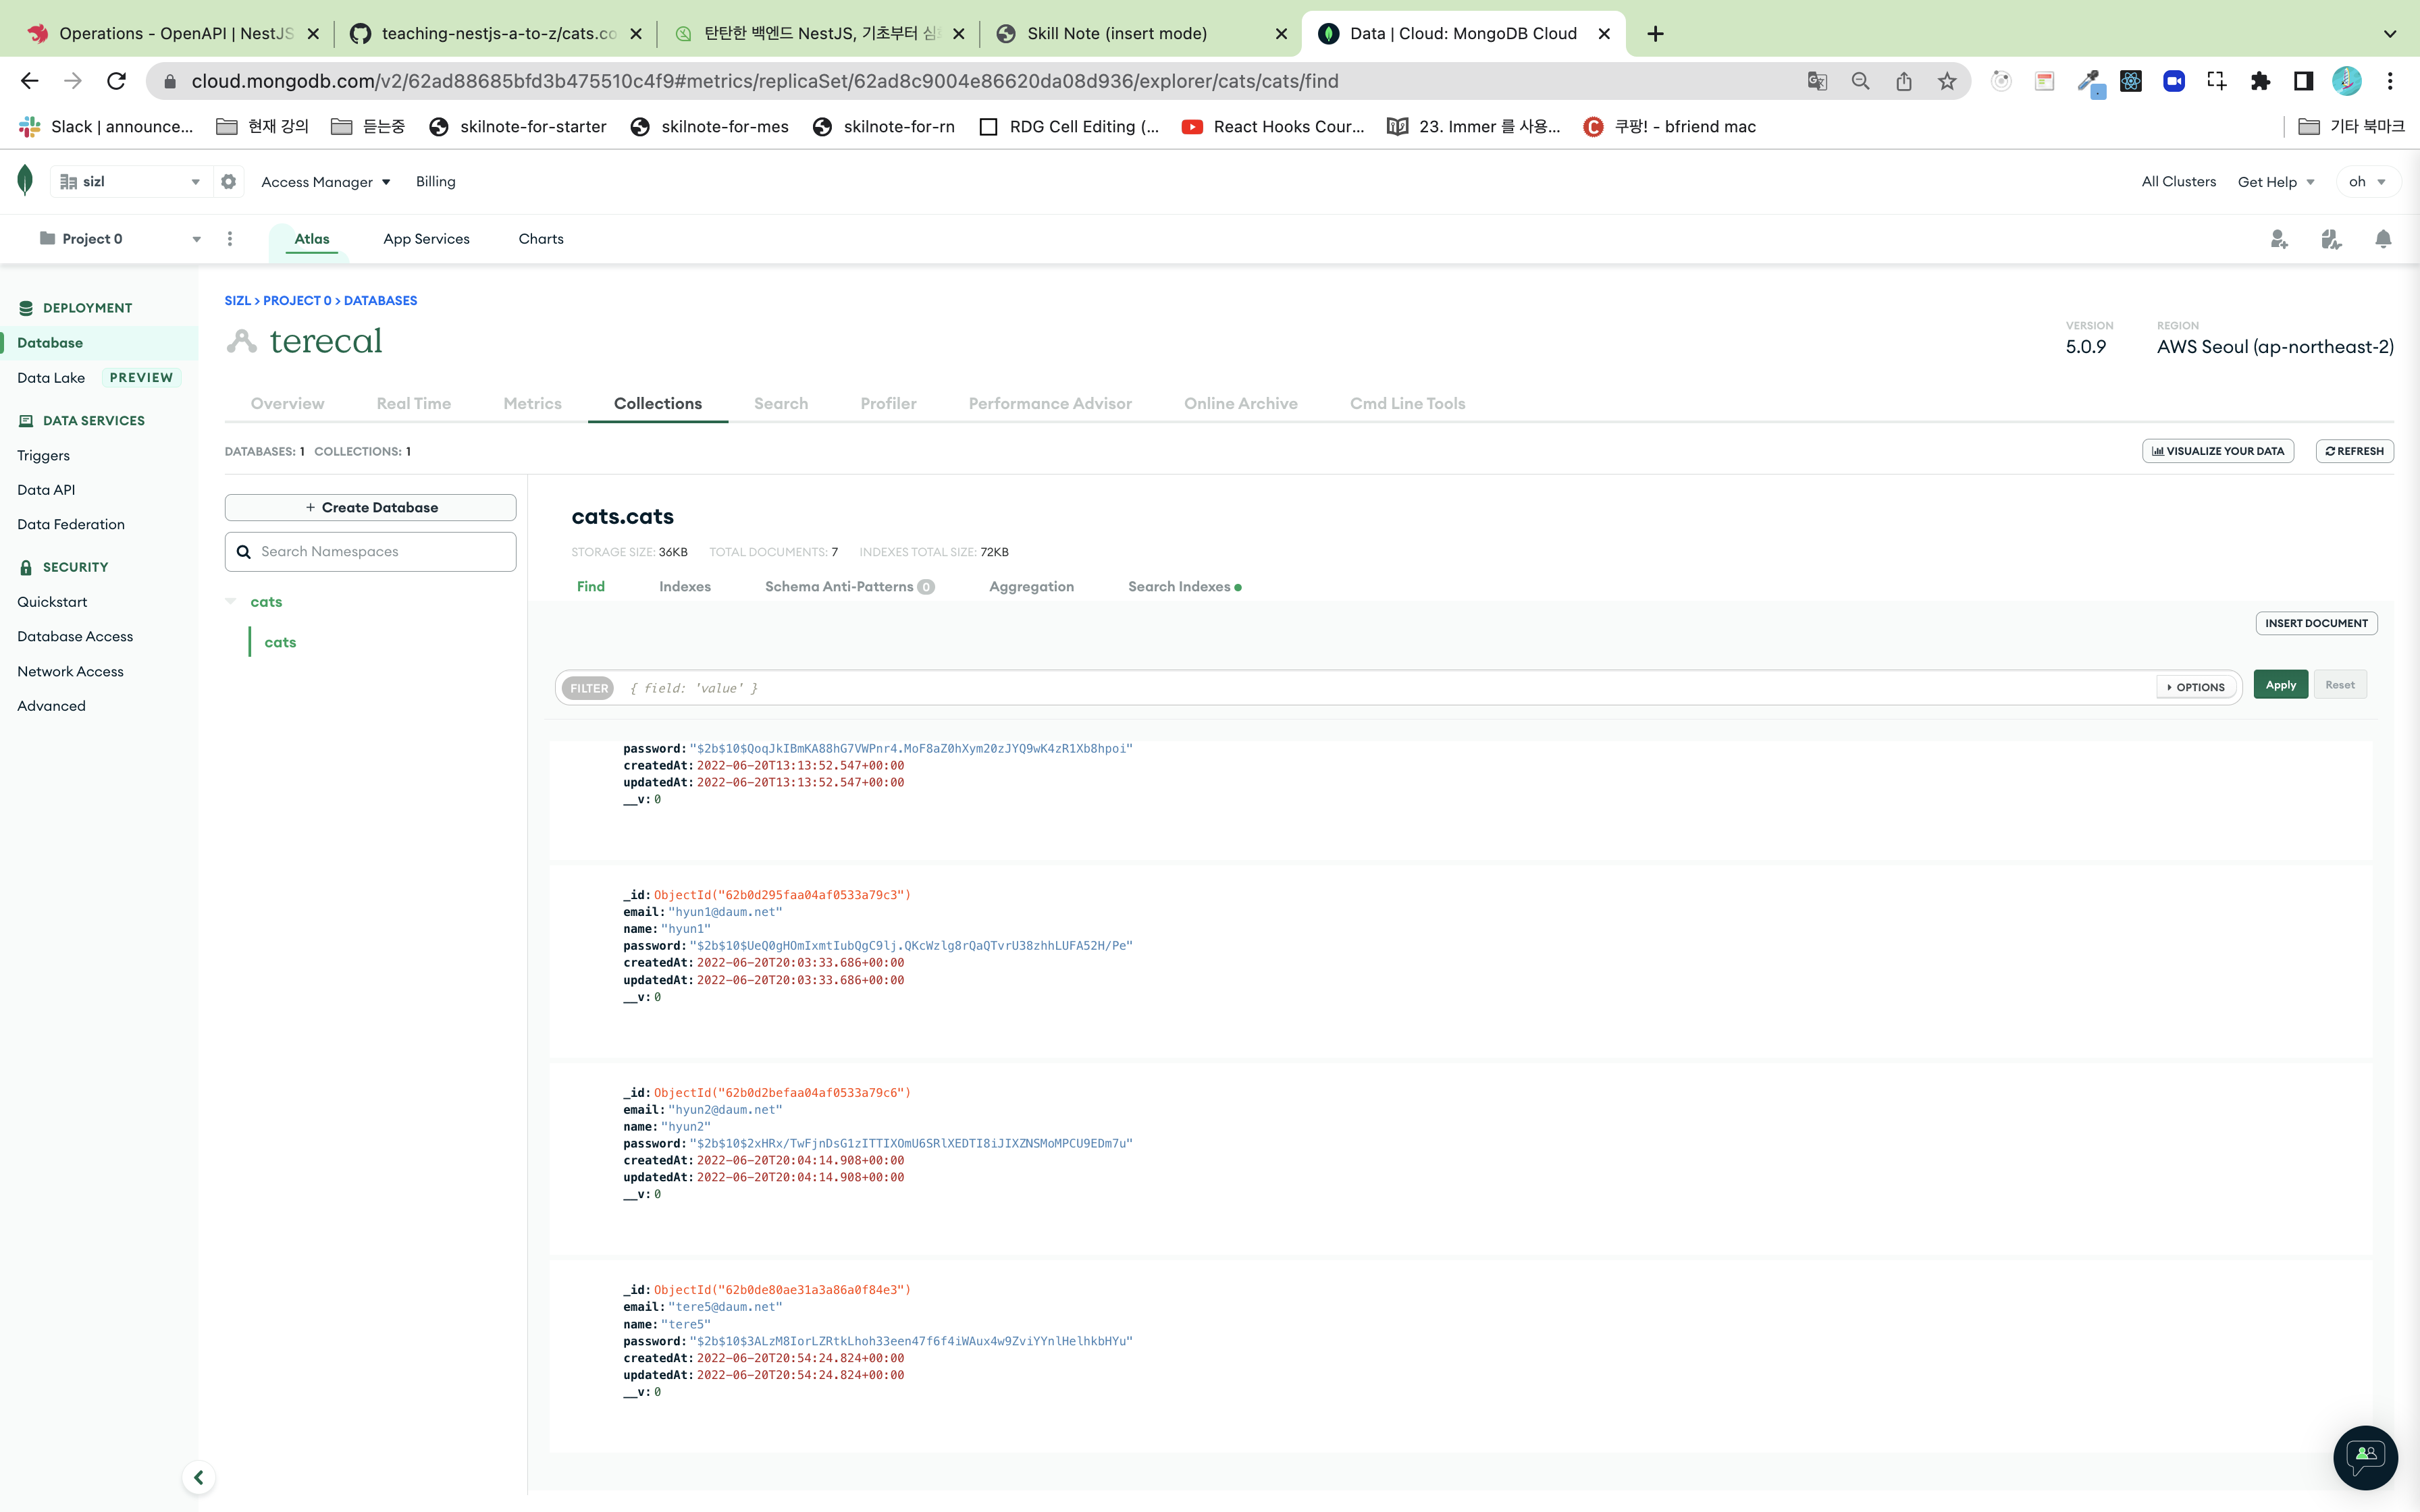 Operations - OpenAPI | NestJS
teaching-nestjs-a-to-z/cats.co
탄탄한 백엔드 NestJS, 기초부터 심
Skill Note (insert mode)
Data | Cloud: MongoDB Cloud
cloud.mongodb.com/v2/62ad88685bfd3b475510c4f9#metrics/replicaSet/62ad8c9004e86620da08d936/explorer/cats/cats/find
Slack | announce...
현재 강의
듣는중
skilnote-for-starter
skilnote-for-mes
skilnote-for-rn
RDG Cell Editing (...
React Hooks Cour...
23. Immer 를 사용...
쿠팡! - bfriend mac
기타 북마크
sizl
Access Manager
Billing
All Clusters
Get Help
oh
Project 0
Atlas
App Services
Charts
DEPLOYMENT
Database
Data Lake PREVIEW
DATA SERVICES
Triggers
Data API
Data Federation
SECURITY
Quickstart
Database Access
Network Access
Advanced
SIZL > PROJECT 0 > DATABASES
terecal
VERSION
5.0.9
REGION
AWS Seoul (ap-northeast-2)
Overview
Real Time
Metrics
Collections
Search
Profiler
Performance Advisor
Online Archive
Cmd Line Tools
DATABASES: 1 COLLECTIONS: 1
VISUALIZE YOUR DATA
REFRESH
+ Create Database
Search Namespaces
cats
cats
cats.cats
STORAGE SIZE: 36KB TOTAL DOCUMENTS: 7 INDEXES TOTAL SIZE: 72KB
Find
Indexes
Schema Anti-Patterns 0
Aggregation
Search Indexes
INSERT DOCUMENT
FILTER { field: 'value' }
OPTIONS
Apply
Reset
password: "$2b$10$QoqJkIBmKA88hG7VWPnr4.MoF8aZ0hXym20zJYQ9wK4zR1Xb8hpoi"
createdAt: 2022-06-20T13:13:52.547+00:00
updatedAt: 2022-06-20T13:13:52.547+00:00
__v: 0
_id: ObjectId("62b0d295faa04af0533a79c3")
email: "hyun1@daum.net"
name: "hyun1"
password: "$2b$10$UeQ0gHOmIxmtIubQgC9lj.QKcWzlg8rQaQTvrU38zhhLUFA52H/Pe"
createdAt: 2022-06-20T20:03:33.686+00:00
updatedAt: 2022-06-20T20:03:33.686+00:00
__v: 0
_id: ObjectId("62b0d2befaa04af0533a79c6")
email: "hyun2@daum.net"
name: "hyun2"
password: "$2b$10$2xHRx/TwFjnDsG1zITTIXOmU6SRlXEDTI8iJIXZNSMoMPCU9EDm7u"
createdAt: 2022-06-20T20:04:14.908+00:00
updatedAt: 2022-06-20T20:04:14.908+00:00
__v: 0
_id: ObjectId("62b0de80ae31a3a86a0f84e3")
email: "tere5@daum.net"
name: "tere5"
password: "$2b$10$3ALzM8IorLZRtkLhoh33een47f6f4iWAux4w9ZviYYnlHelhkbHYu"
createdAt: 2022-06-20T20:54:24.824+00:00
updatedAt: 2022-06-20T20:54:24.824+00:00
__v: 0